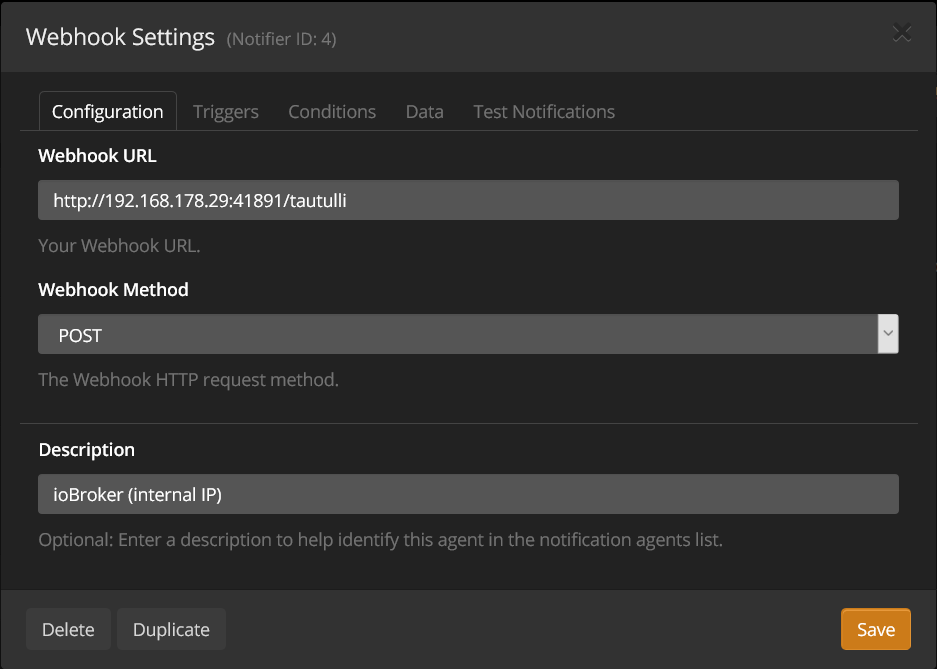 Webhook Settings (Notifier ID: 4)
Configuration Triggers Conditions Data Test Notifications
Webhook URL
http://192.168.178.29:41891/tautulli
Your Webhook URL.
Webhook Method
POST
The Webhook HTTP request method.
Description
ioBroker (internal IP)
Optional: Enter a description to help identify this agent in the notification agents list.
Delete Duplicate Save